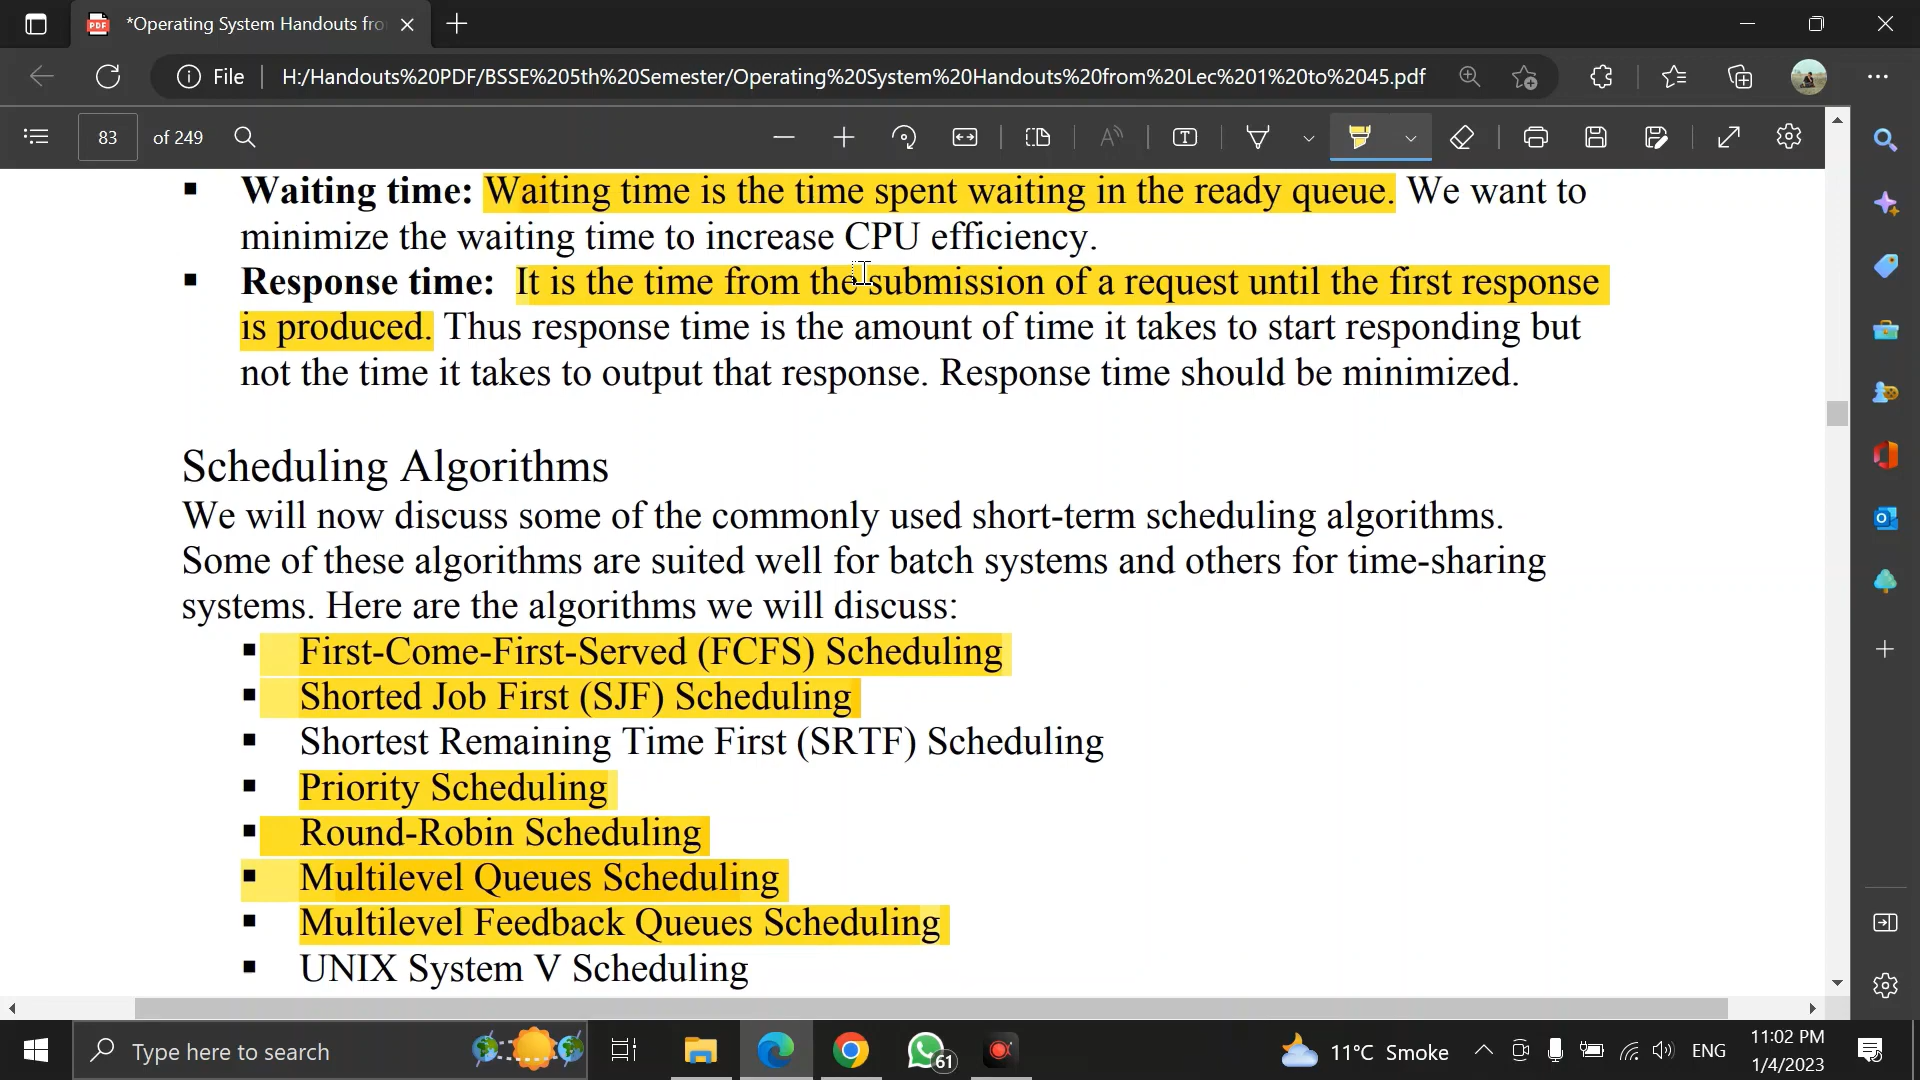 *Operating System Handouts fro
File
H:/Handouts%20PDF/BSSE%205th%20Semester/Operating%20System%20Handouts%20from%20Lec%201%20to%2045.pdf
83 of 249
Waiting time: Waiting time is the time spent waiting in the ready queue. We want to
minimize the waiting time to increase CPU efficiency.
Response time: It is the time from the submission of a request until the first response
is produced. Thus response time is the amount of time it takes to start responding but
not the time it takes to output that response. Response time should be minimized.
Scheduling Algorithms
We will now discuss some of the commonly used short-term scheduling algorithms.
Some of these algorithms are suited well for batch systems and others for time-sharing
systems. Here are the algorithms we will discuss:
First-Come-First-Served (FCFS) Scheduling
Shorted Job First (SJF) Scheduling
Shortest Remaining Time First (SRTF) Scheduling
Priority Scheduling
Round-Robin Scheduling
Multilevel Queues Scheduling
Multilevel Feedback Queues Scheduling
UNIX System V Scheduling
Type here to search
61
11°C Smoke
ENG
11:02 PM
1/4/2023